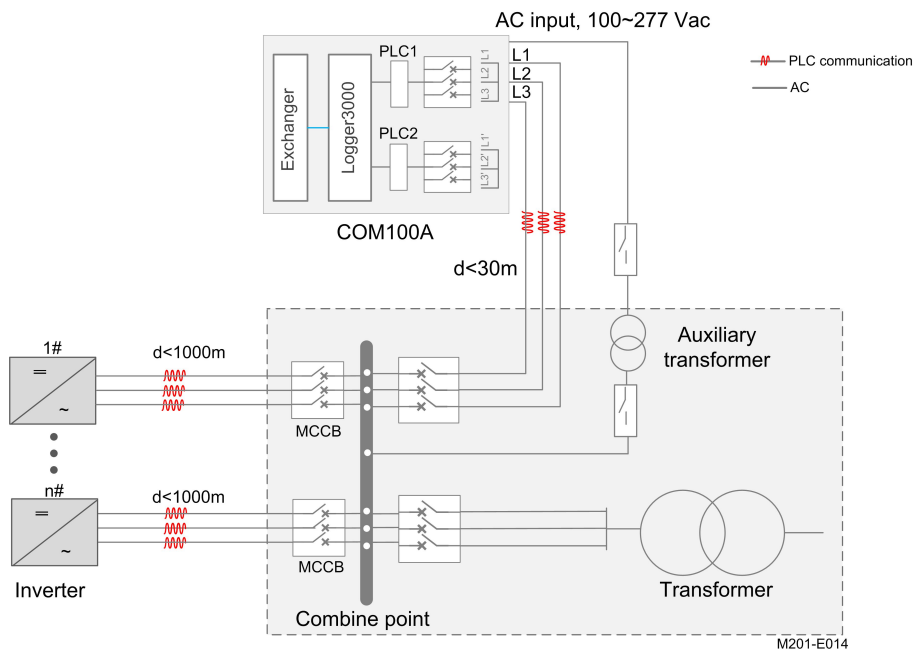 AC input, 100~277 Vac
PLC communication
AC
PLC1
L1
L2
L3
L1
L2
L3
Exchanger
Logger3000
PLC2
L1'
L2'
L3'
COM100A
d<30m
Auxiliary
transformer
1#
d<1000m
=
~
MCCB
n#
d<1000m
=
~
MCCB
Inverter
Transformer
Combine point
M201-E014